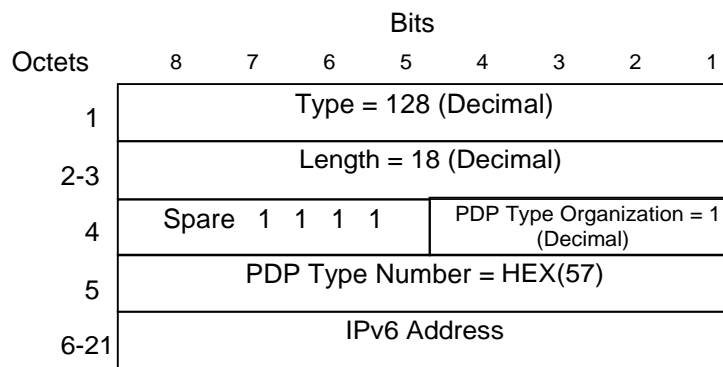 Bits
Octets 8 7 6 5 4 3 2 1
1 Type = 128 (Decimal)
2-3 Length = 18 (Decimal)
4 Spare 1 1 1 1 PDP Type Organization = 1
(Decimal)
5 PDP Type Number = HEX(57)
6-21 IPv6 Address